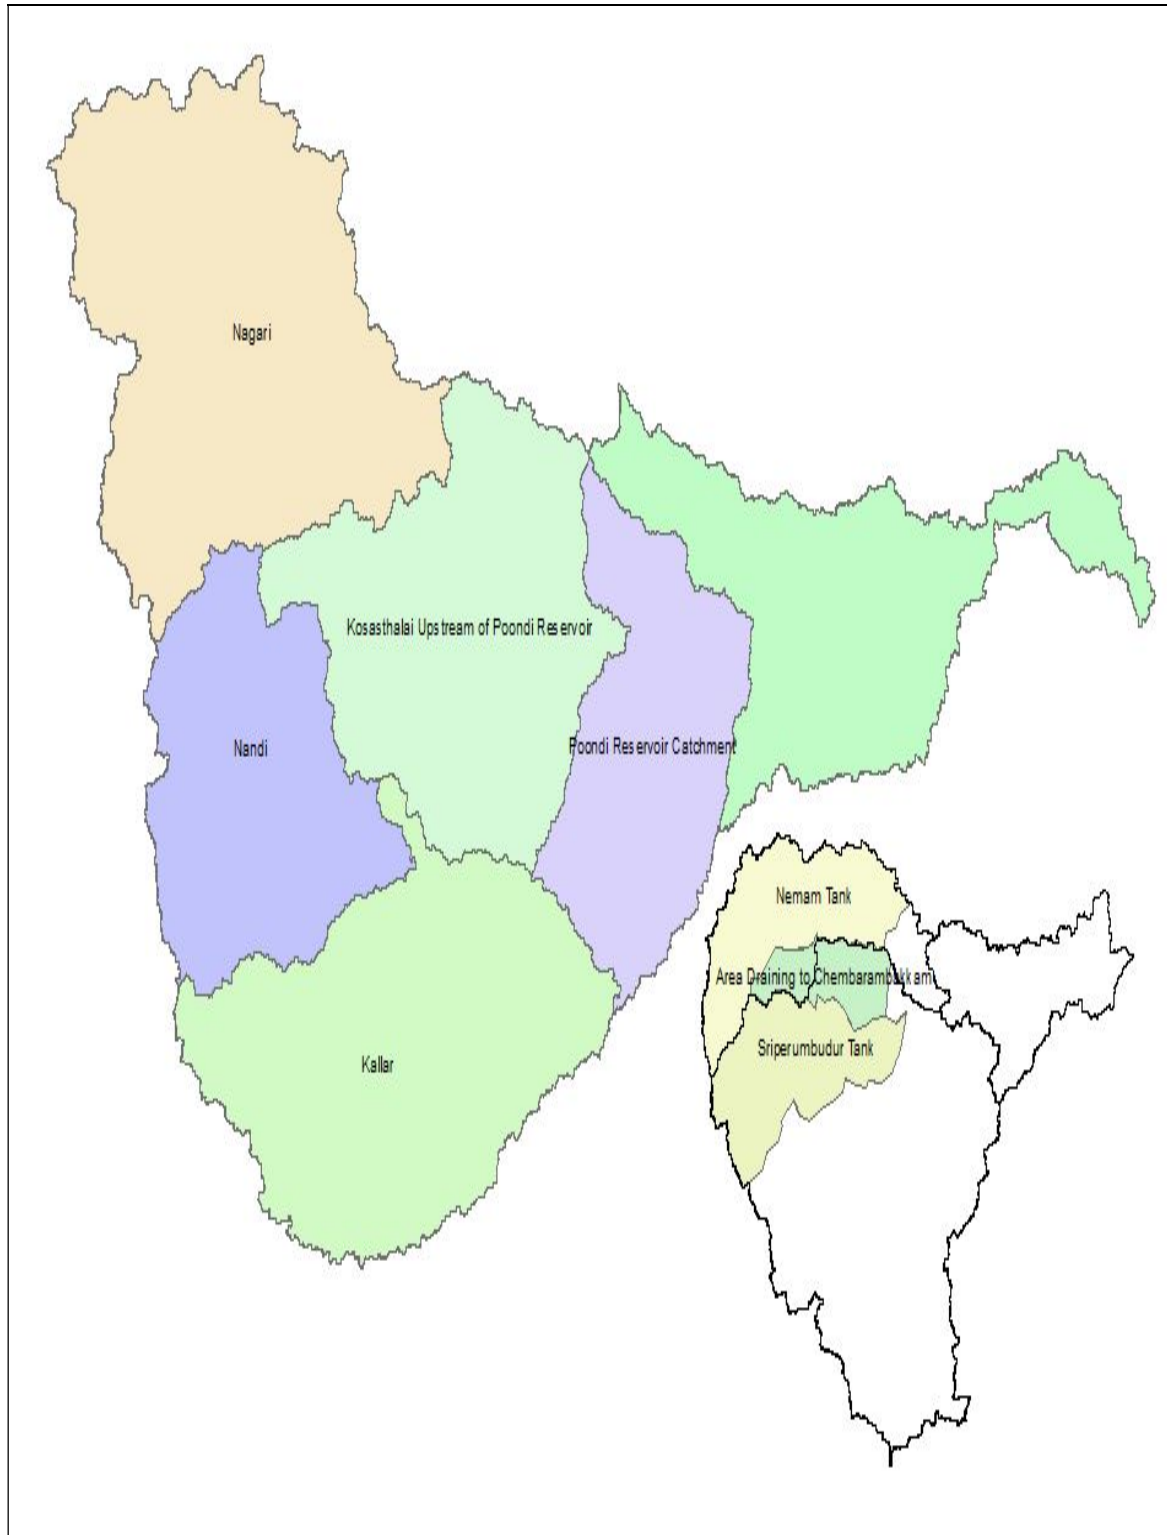 Nagari
Kosasthalai Upstream of Poondi Reservoir
Nandi
Poondi Reservoir Catchment
Nemam Tank
Area Draining to Chembarambakkam
Sriperumbudur Tank
Kallar